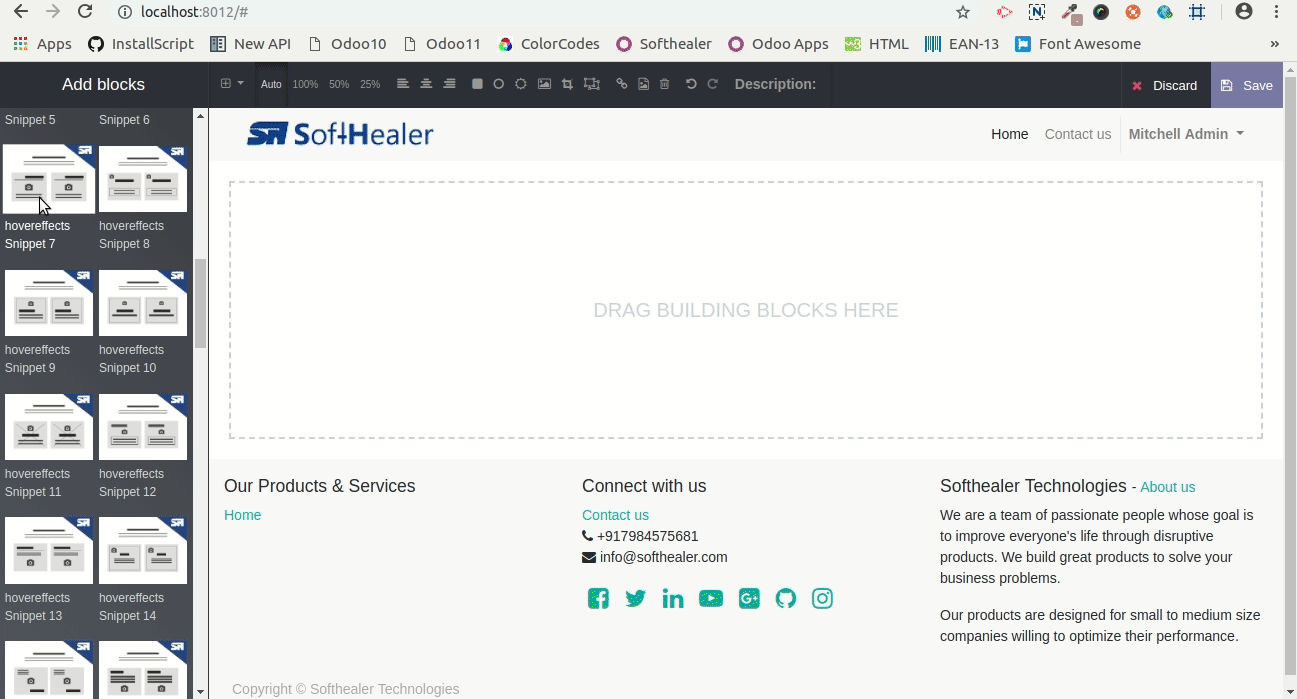 localhost:8012/#
Apps InstallScript New API Odoo10 Odoo11 ColorCodes Softhealer Odoo Apps HTML EAN-13 Font Awesome »
Add blocks Auto 100% 50% 25% Description: Discard Save
Snippet 5 Snippet 6
SoftHealer Home Contact us Mitchell Admin
hovereffects Snippet 7
hovereffects Snippet 8
DRAG BUILDING BLOCKS HERE
hovereffects Snippet 9
hovereffects Snippet 10
hovereffects Snippet 11
hovereffects Snippet 12
hovereffects Snippet 13
hovereffects Snippet 14
Our Products & Services
Home
Connect with us
Contact us
+917984575681
info@softhealer.com
Softhealer Technologies - About us
We are a team of passionate people whose goal is
to improve everyone's life through disruptive
products. We build great products to solve your
business problems.
Our products are designed for small to medium size
companies willing to optimize their performance.
Copyright © Softhealer Technologies